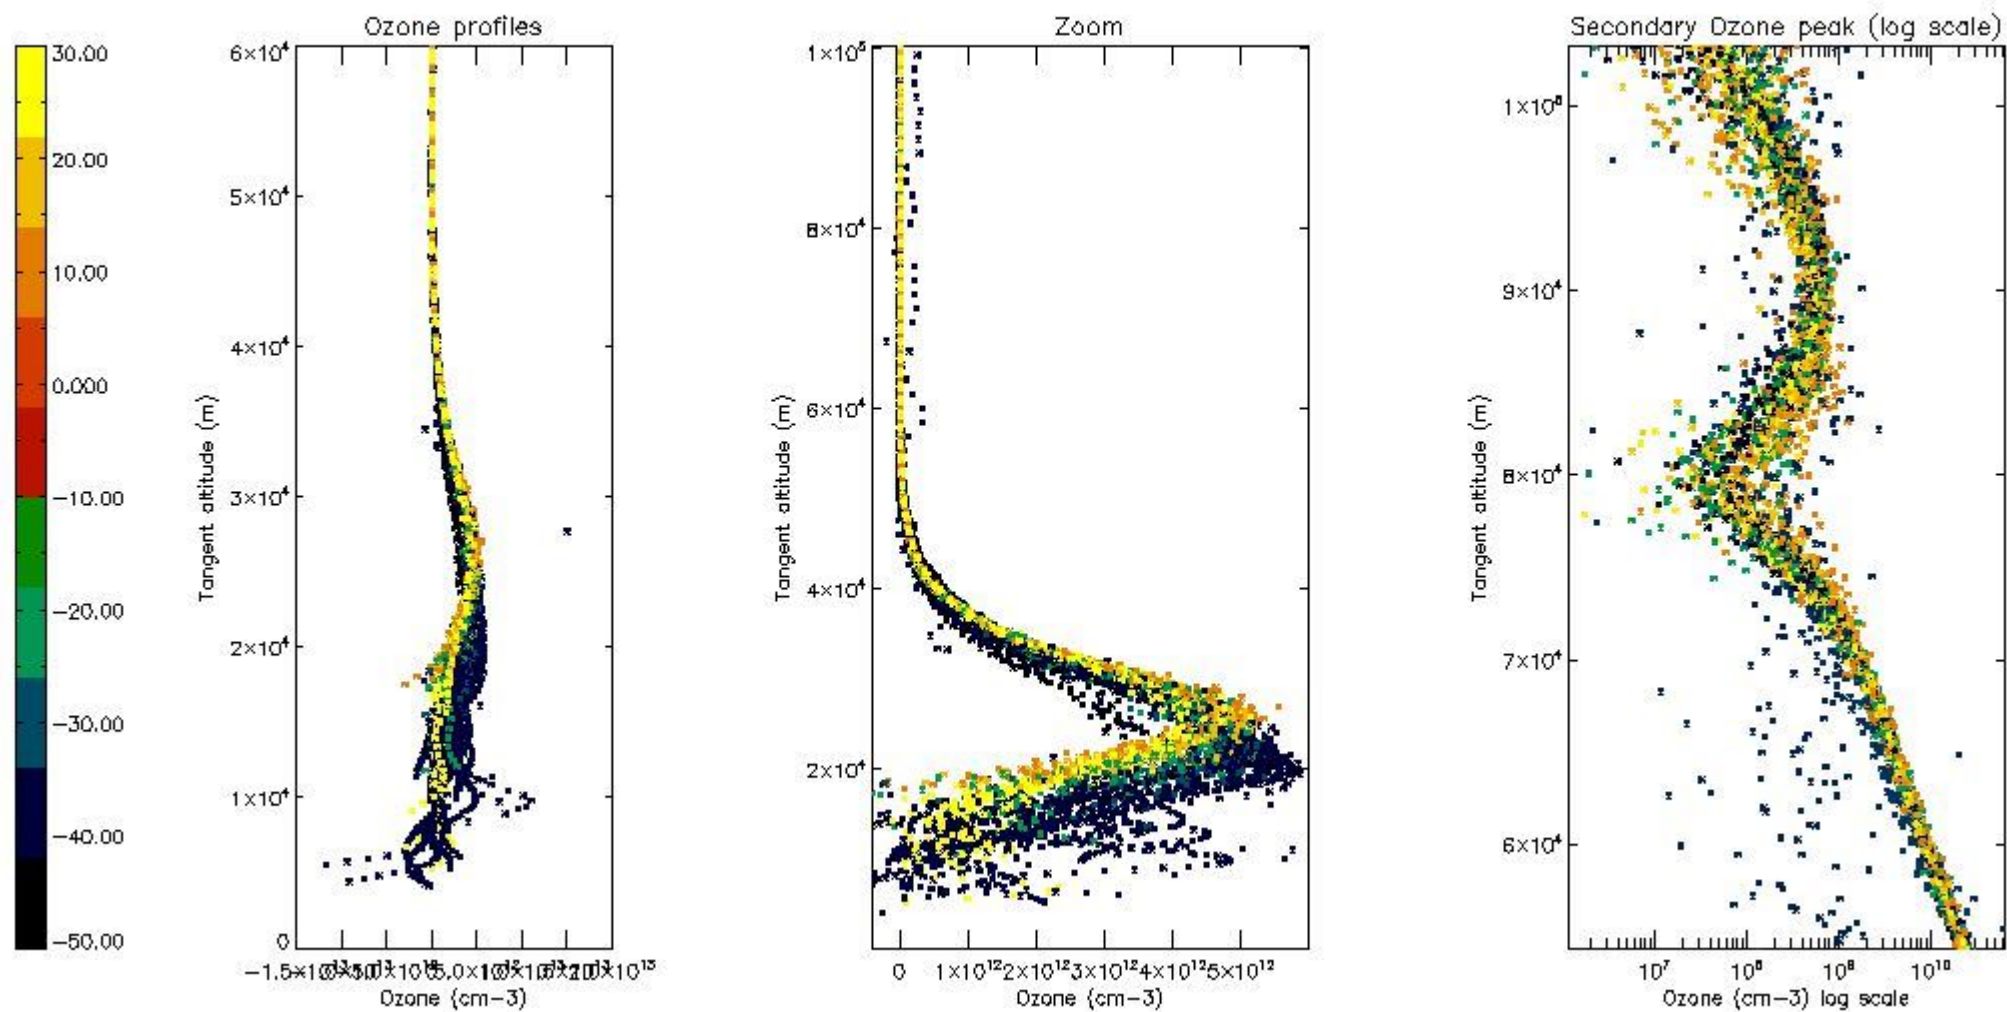 Ozone profiles
Zoom
Secondary Ozone peak (log scale)
30.00
20.00
10.00
0.000
−10.00
−20.00
−30.00
−40.00
−50.00
6×10⁴
5×10⁴
4×10⁴
3×10⁴
2×10⁴
1×10⁴
0
Tangent altitude (m)
Ozone (cm−3)
1×10⁵
8×10⁴
6×10⁴
4×10⁴
2×10⁴
Tangent altitude (m)
0 1×10¹² 2×10¹² 3×10¹² 4×10¹² 5×10¹²
Ozone (cm−3)
9×10⁴
8×10⁴
7×10⁴
6×10⁴
Tangent altitude (m)
10⁷ 10⁸ 10⁹ 10¹⁰
Ozone (cm−3) log scale